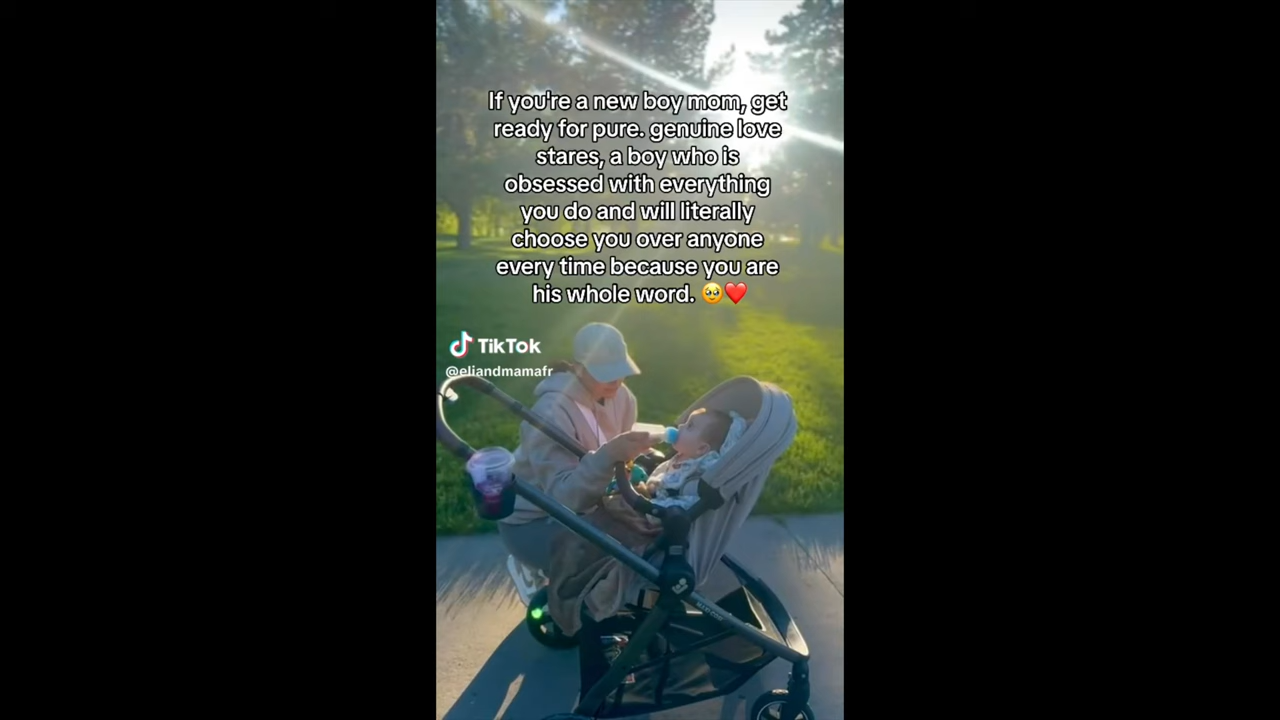 If you're a new boy mom, get
ready for pure. genuine love
stares, a boy who is
obsessed with everything
you do and will literally
choose you over anyone
every time because you are
his whole word. 🥹❤️
TikTok
@eliandmamafr